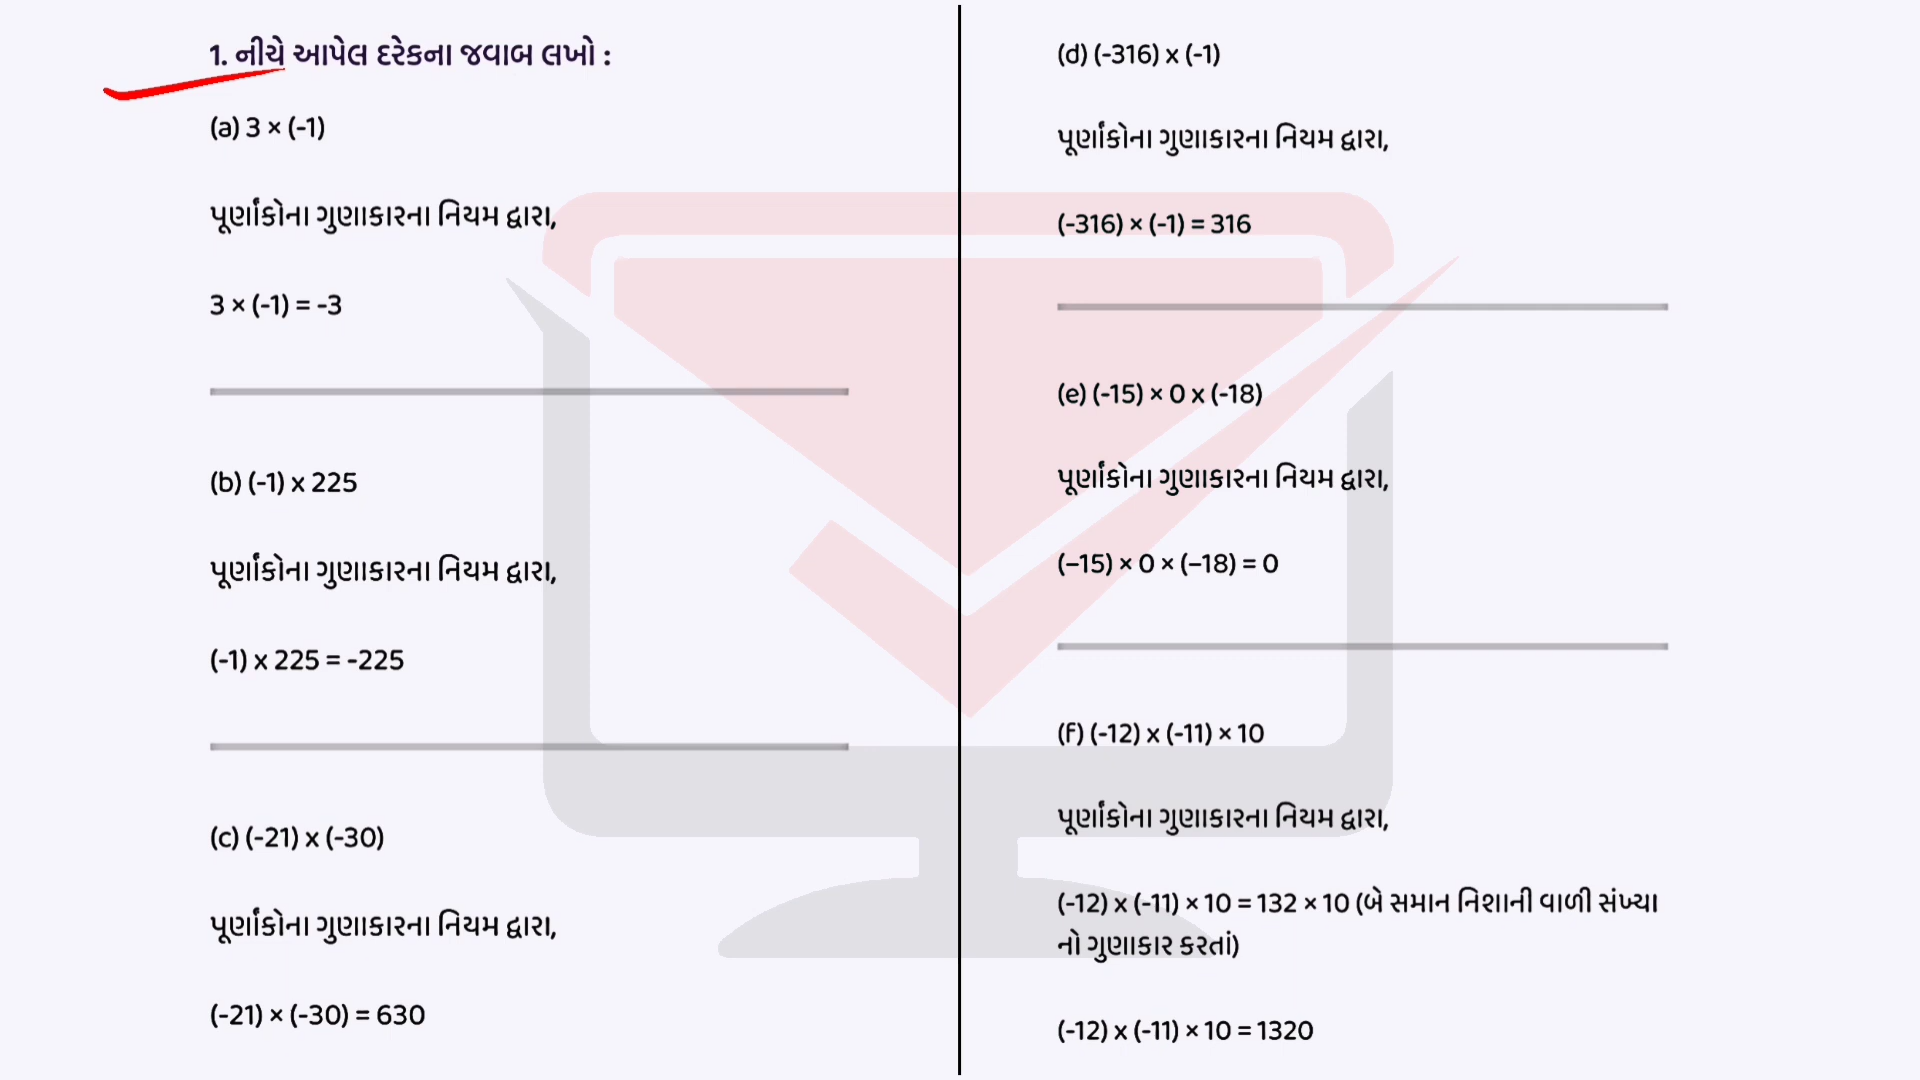 1. નીચે આપેલ દરેકના જવાબ લખો :
(a) 3 × (-1)
પૂર્ણાંકોના ગુણાકારના નિયમ દ્વારા,
3 × (-1) = -3
(b) (-1) x 225
પૂર્ણાંકોના ગુણાકારના નિયમ દ્વારા,
(-1) x 225 = -225
(c) (-21) x (-30)
પૂર્ણાંકોના ગુણાકારના નિયમ દ્વારા,
(-21) × (-30) = 630
(d) (-316) x (-1)
પૂર્ણાંકોના ગુણાકારના નિયમ દ્વારા,
(-316) × (-1) = 316
(e) (-15) × 0 x (-18)
પૂર્ણાંકોના ગુણાકારના નિયમ દ્વારા,
(–15) × 0 × (–18) = 0
(f) (-12) x (-11) × 10
પૂર્ણાંકોના ગુણાકારના નિયમ દ્વારા,
(-12) x (-11) × 10 = 132 × 10 (બે સમાન નિશાની વાળી સંખ્યા
નો ગુણાકાર કરતાં)
(-12) x (-11) × 10 = 1320